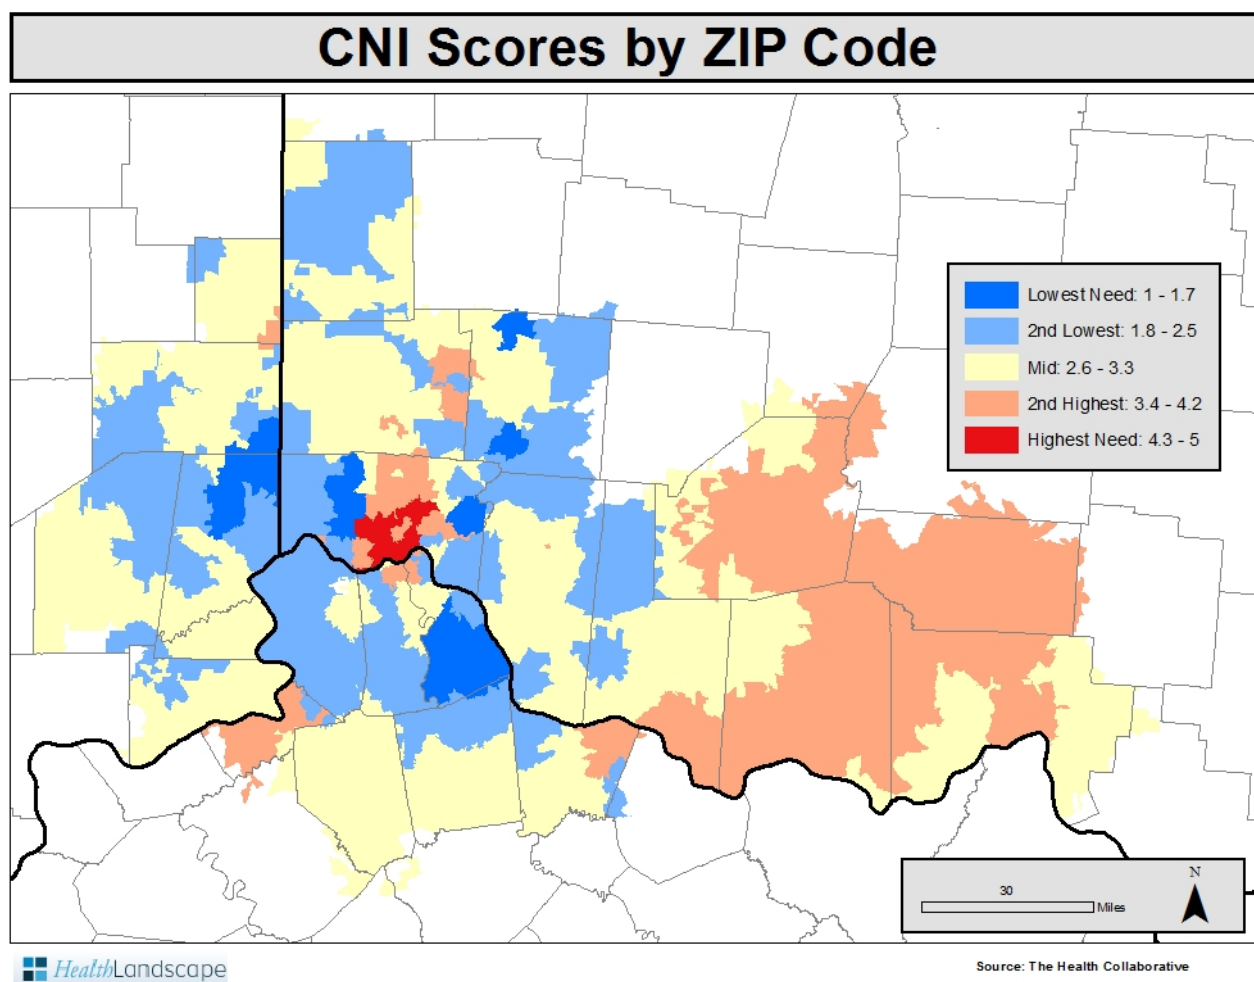 CNI Scores by ZIP Code
Lowest Need: 1 - 1.7
2nd Lowest: 1.8 - 2.5
Mid: 2.6 - 3.3
2nd Highest: 3.4 - 4.2
Highest Need: 4.3 - 5
N
30
Miles
HealthLandscape
Source: The Health Collaborative